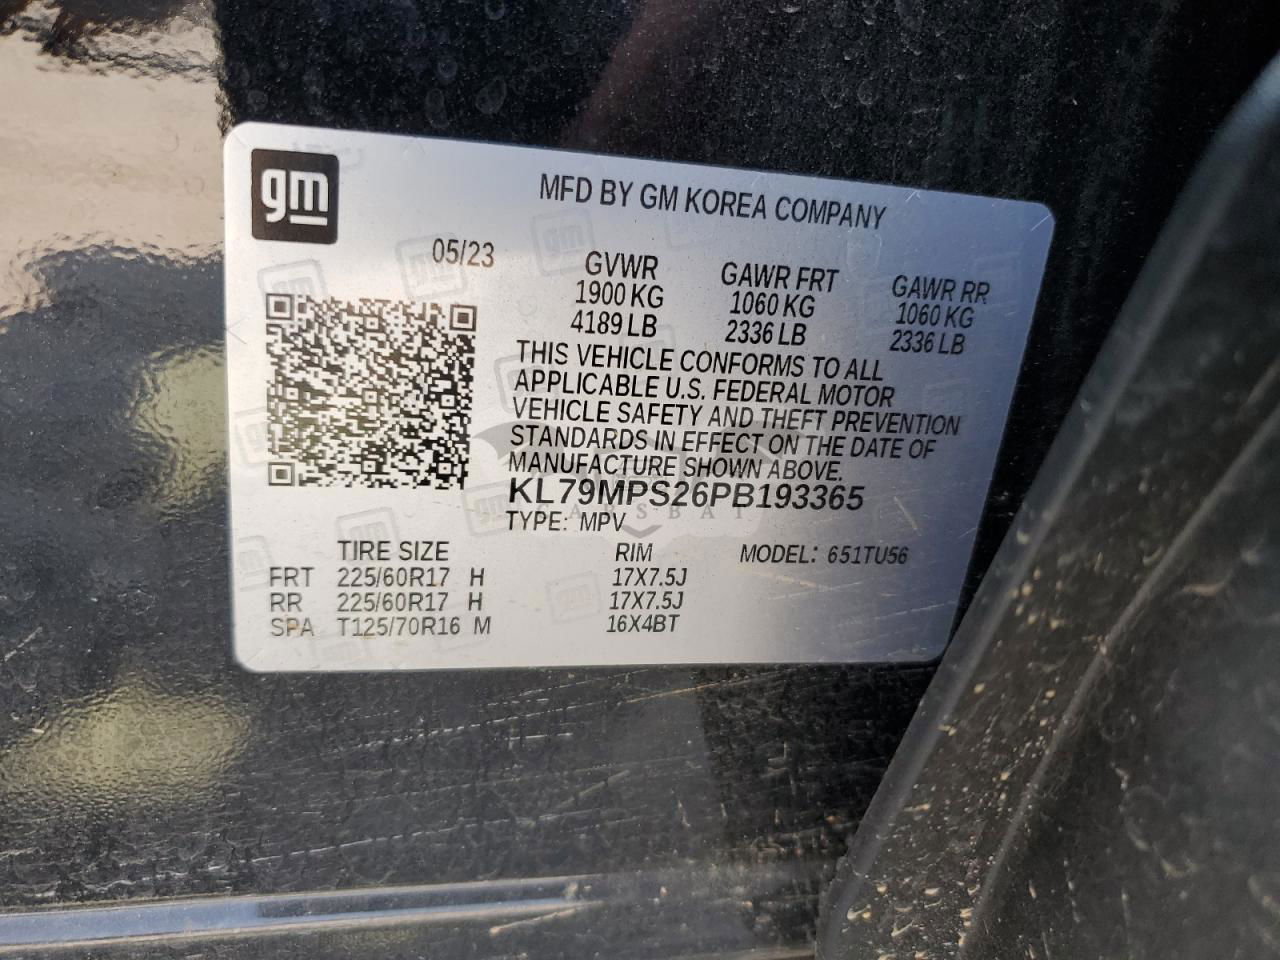 gm
MFD BY GM KOREA COMPANY
05/23
GVWR GAWR FRT GAWR RR
1900 KG 1060 KG 1060 KG
4189 LB 2336 LB 2336 LB
THIS VEHICLE CONFORMS TO ALL
APPLICABLE U.S. FEDERAL MOTOR
VEHICLE SAFETY AND THEFT PREVENTION
STANDARDS IN EFFECT ON THE DATE OF
MANUFACTURE SHOWN ABOVE.
KL79MPS26PB193365
TYPE: MPV
TIRE SIZE RIM MODEL: 651TU56
FRT 225/60R17 H 17X7.5J
RR 225/60R17 H 17X7.5J
SPA T125/70R16 M 16X4BT